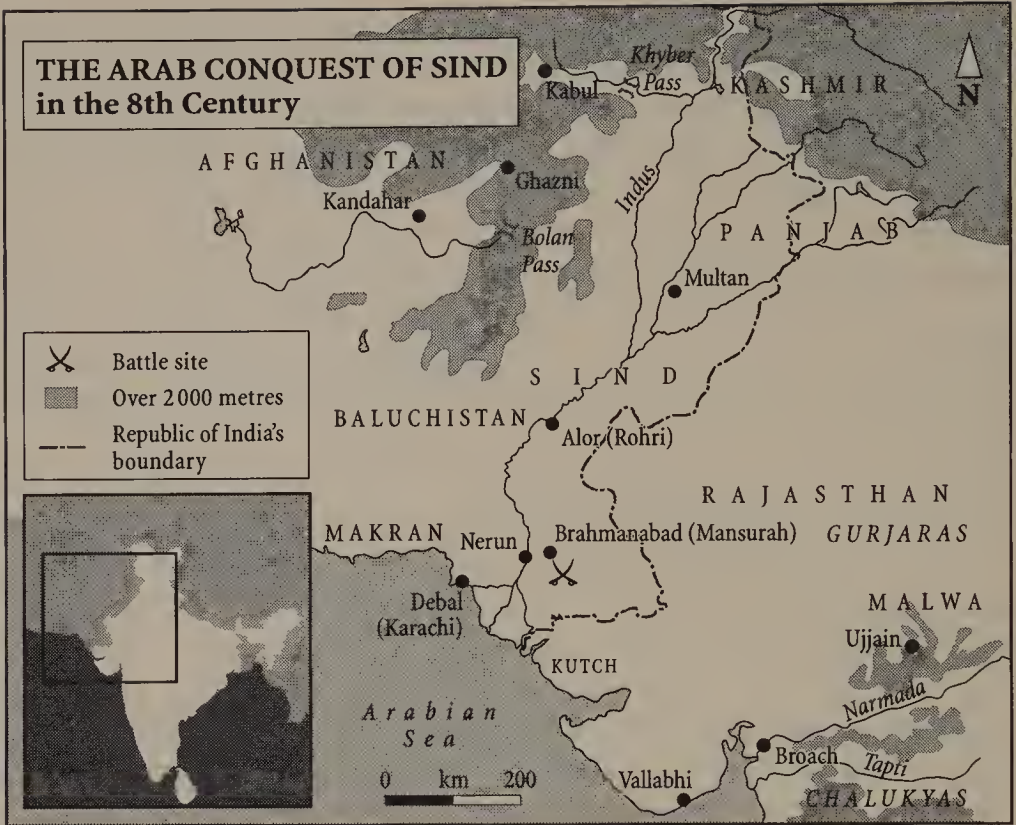 THE ARAB CONQUEST OF SIND
in the 8th Century
Khyber
Pass
Kabul
KASHMIR
N
AFGHANISTAN
Ghazni
Kandahar
Indus
PANJAB
Bolan
Pass
Multan
Battle site
Over 2000 metres
Republic of India's
boundary
SIND
BALUCHISTAN
Alor (Rohri)
RAJASTHAN
GURJARAS
MAKRAN
Nerun
Brahmanabad (Mansurah)
Debal
(Karachi)
MALWA
Ujjain
KUTCH
Narmada
Arabian
Sea
0 km 200
Vallabhi
Broach
Tapti
CHALUKYAS